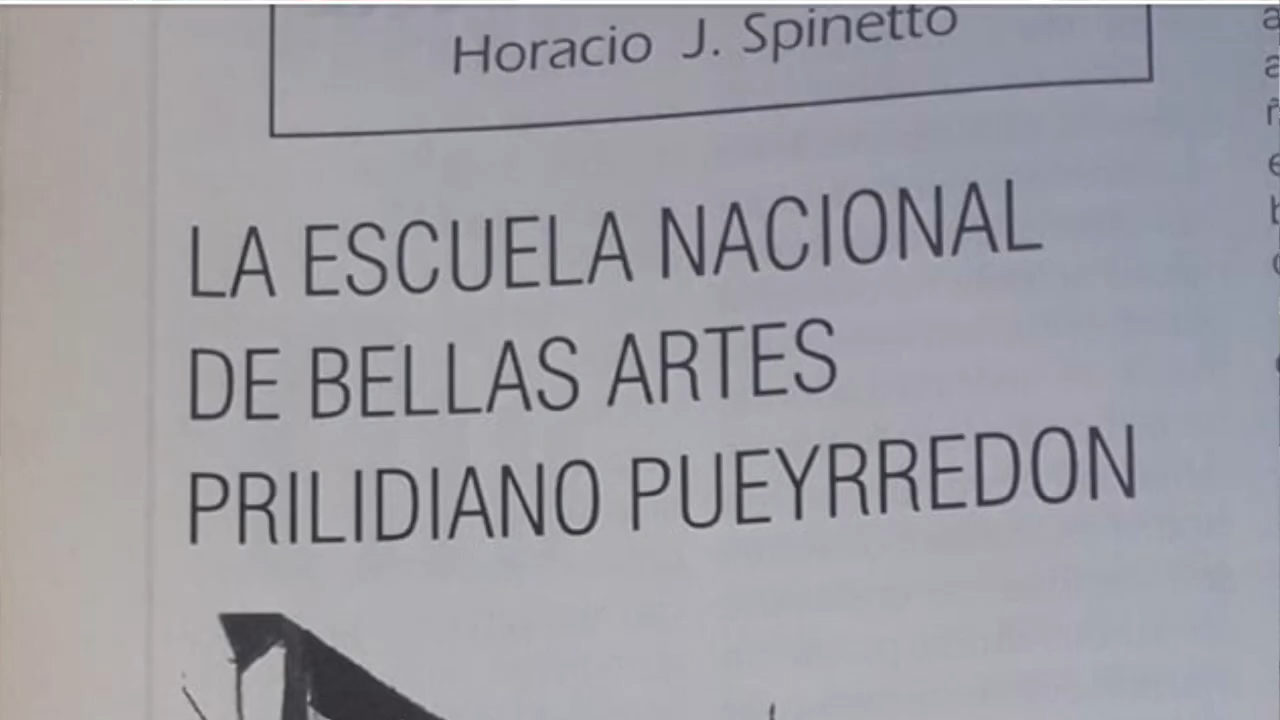 Horacio J. Spinetto
LA ESCUELA NACIONAL
DE BELLAS ARTES
PRILIDIANO PUEYRREDON